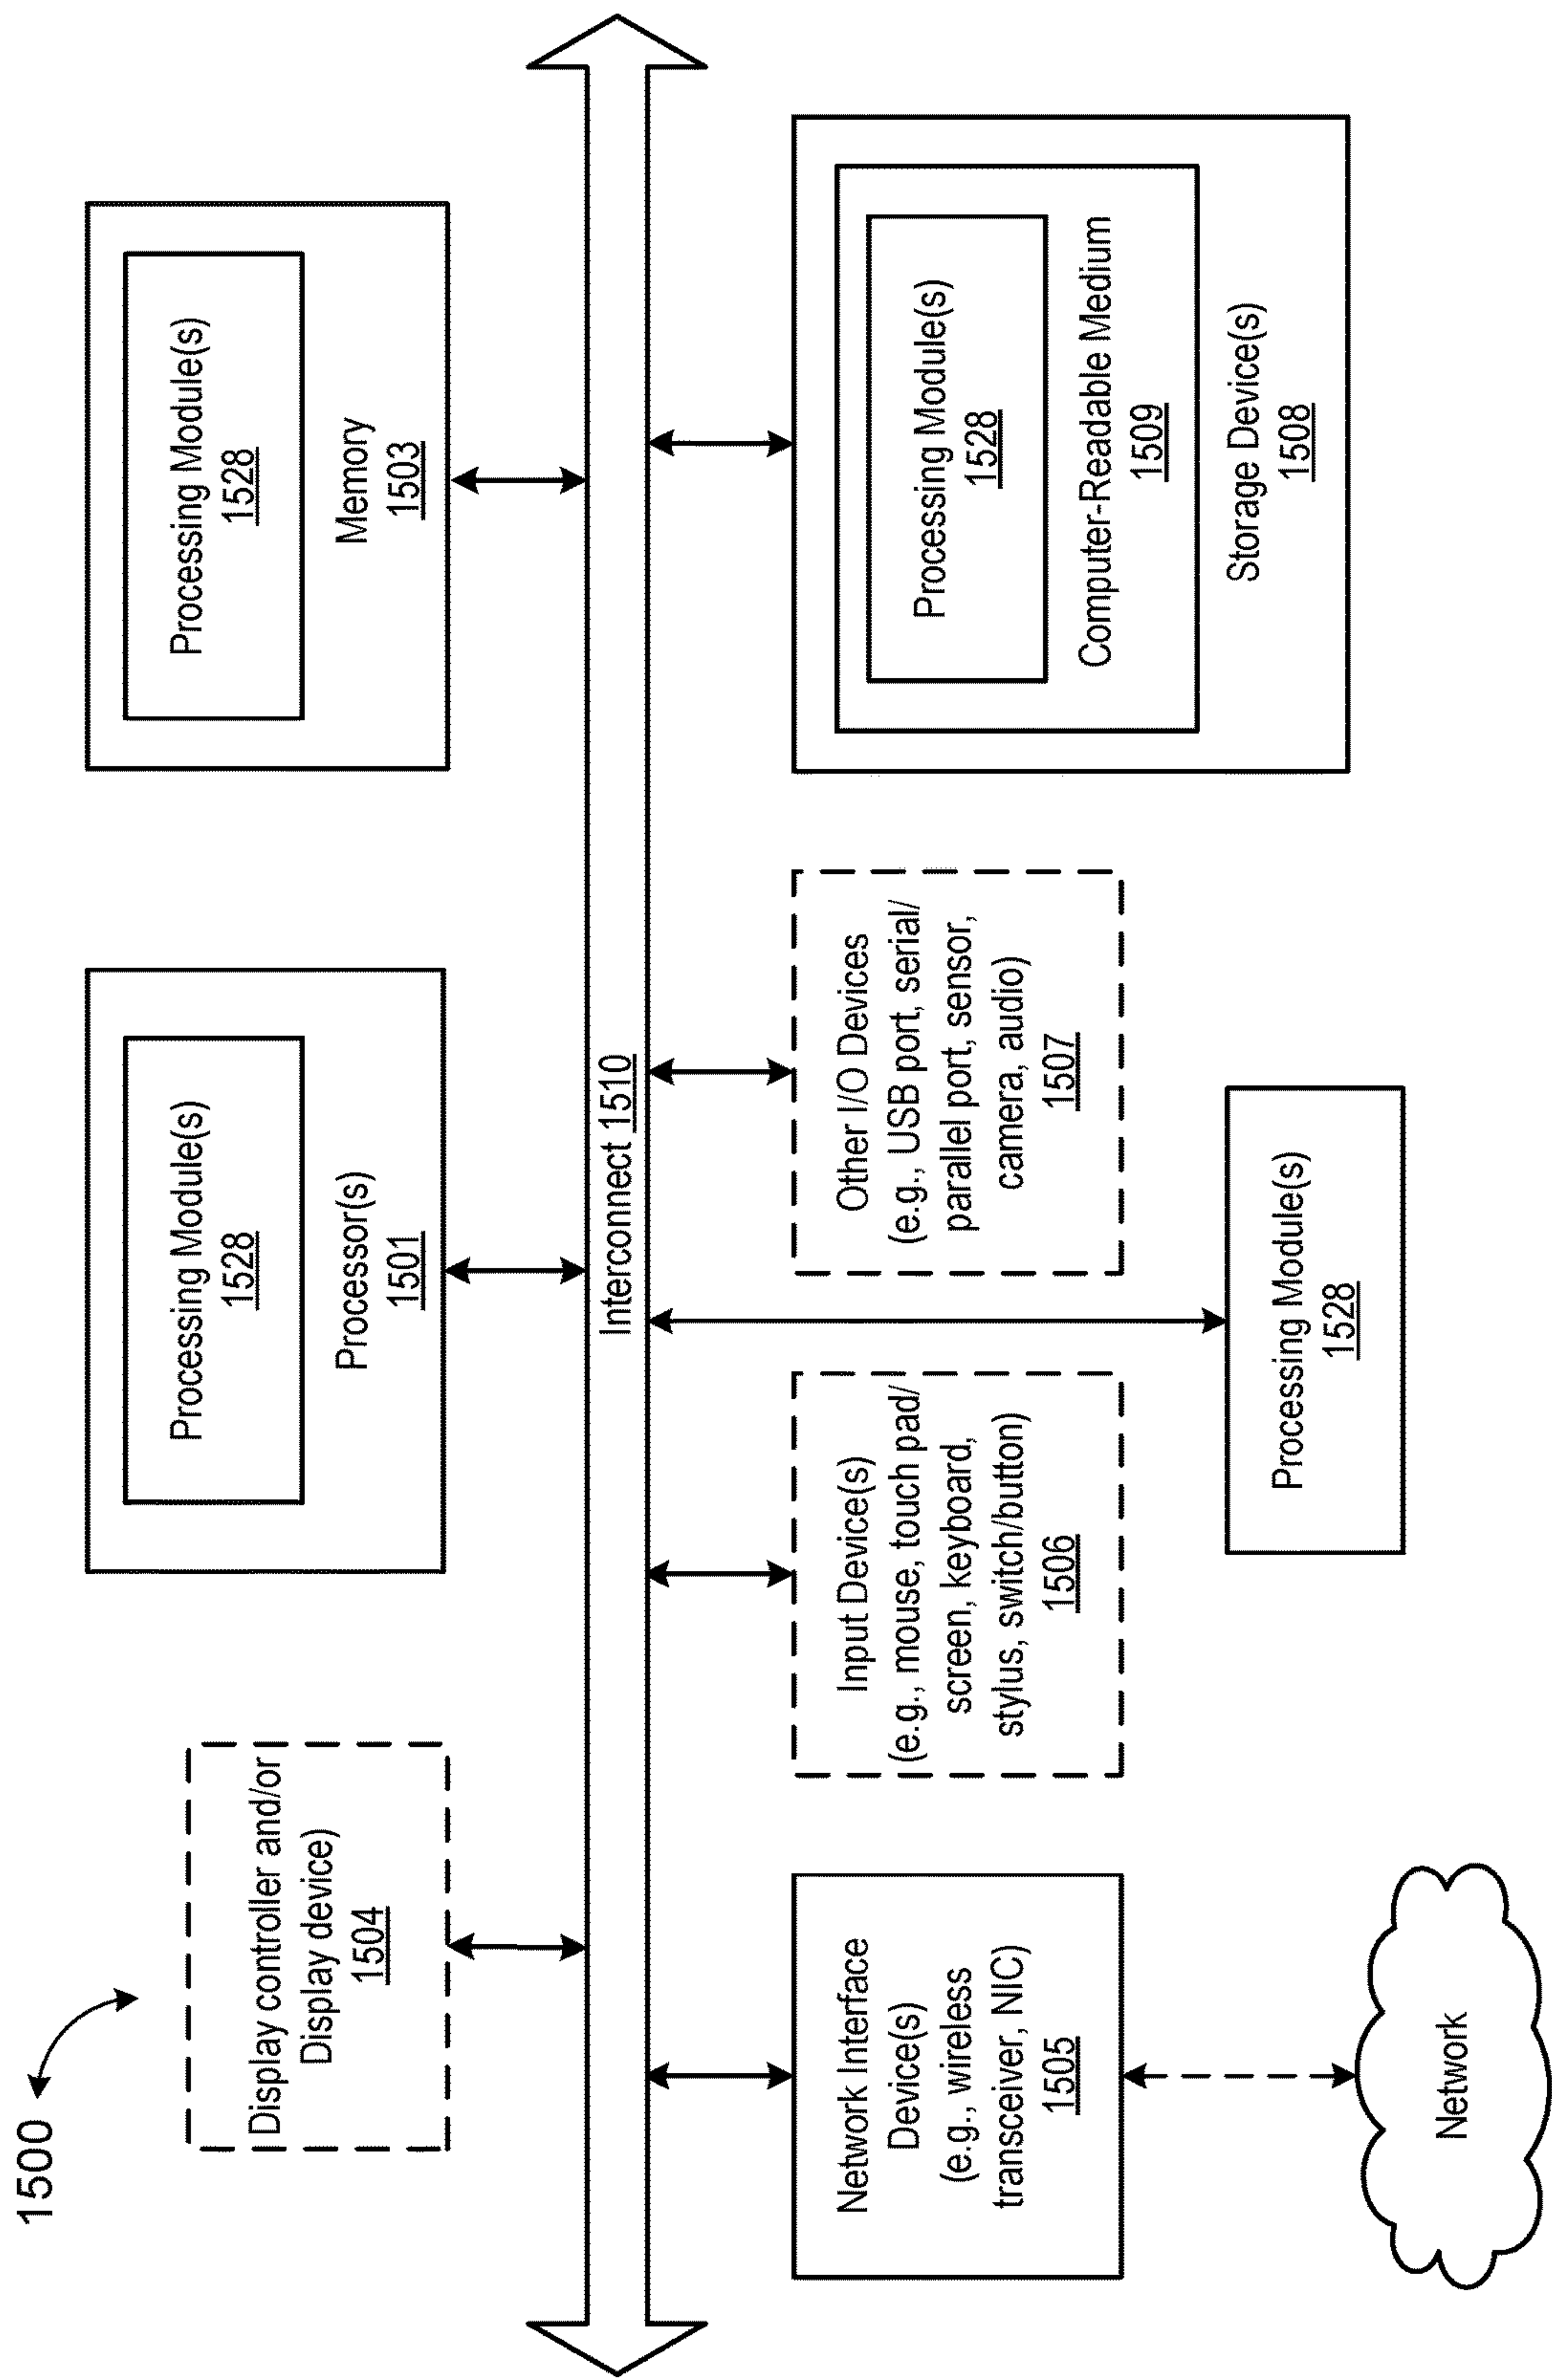 1500
Display controller and/or
Display device)
1504
Processing Module(s)
1528
Processor(s)
1501
Processing Module(s)
1528
Memory
1503
Interconnect 1510
Network Interface
Device(s)
(e.g., wireless
transceiver, NIC)
1505
Input Device(s)
(e.g., mouse, touch pad/
screen, keyboard,
stylus, switch/button)
1506
Other I/O Devices
(e.g., USB port, serial/
parallel port, sensor,
camera, audio)
1507
Processing Module(s)
1528
Computer-Readable Medium
1509
Storage Device(s)
1508
Network
Processing Module(s)
1528